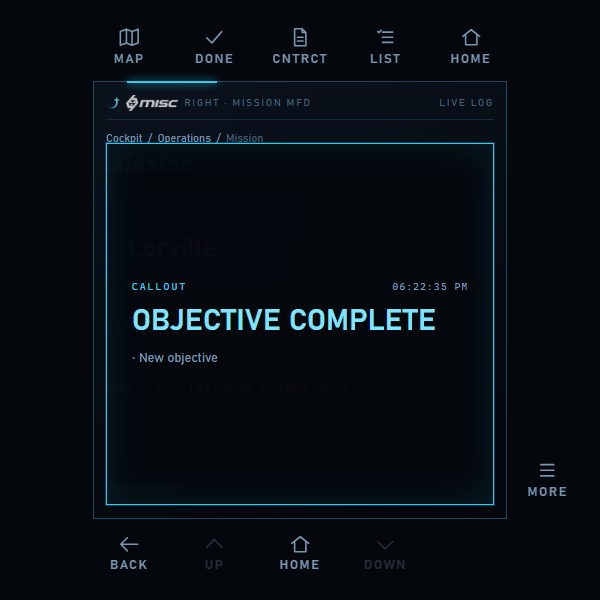 MAP DONE CNTRCT LIST HOME
misc RIGHT · MISSION MFD LIVE LOG
Cockpit / Operations / Mission
Mission
Lorville
CALLOUT 06:22:35 PM
OBJECTIVE COMPLETE
· New objective
MORE
BACK UP HOME DOWN